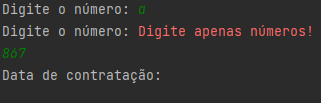 Digite o número: a
Digite o número: Digite apenas números!
867
Data de contratação: